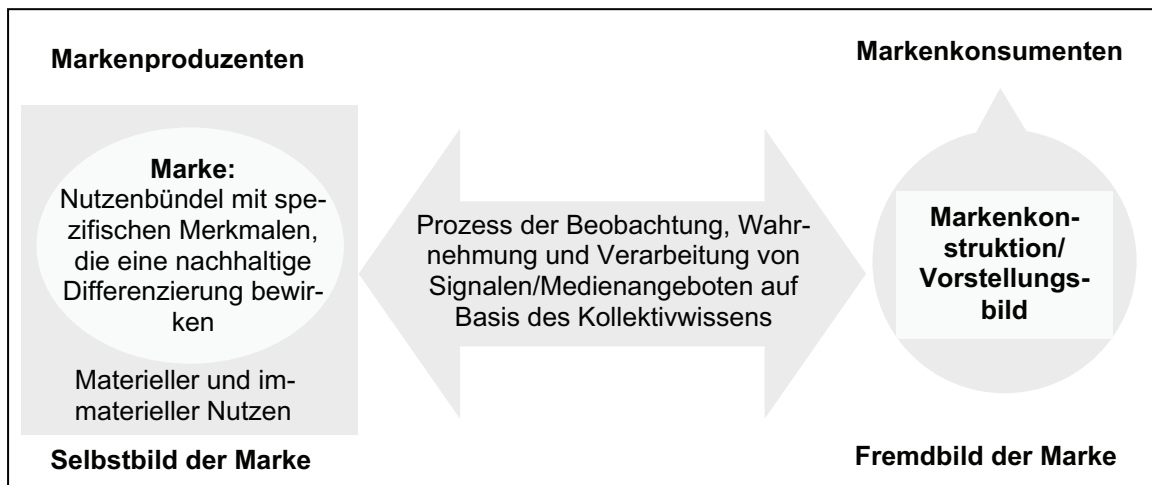 Markenproduzenten
Marke:
Nutzenbündel mit spe-
zifischen Merkmalen,
die eine nachhaltige
Differenzierung bewir-
ken
Materieller und im-
materieller Nutzen
Selbstbild der Marke
Prozess der Beobachtung, Wahr-
nehmung und Verarbeitung von
Signalen/Medienangeboten auf
Basis des Kollektivwissens
Markenkonsumenten
Markenkon-
struktion/
Vorstellungs-
bild
Fremdbild der Marke